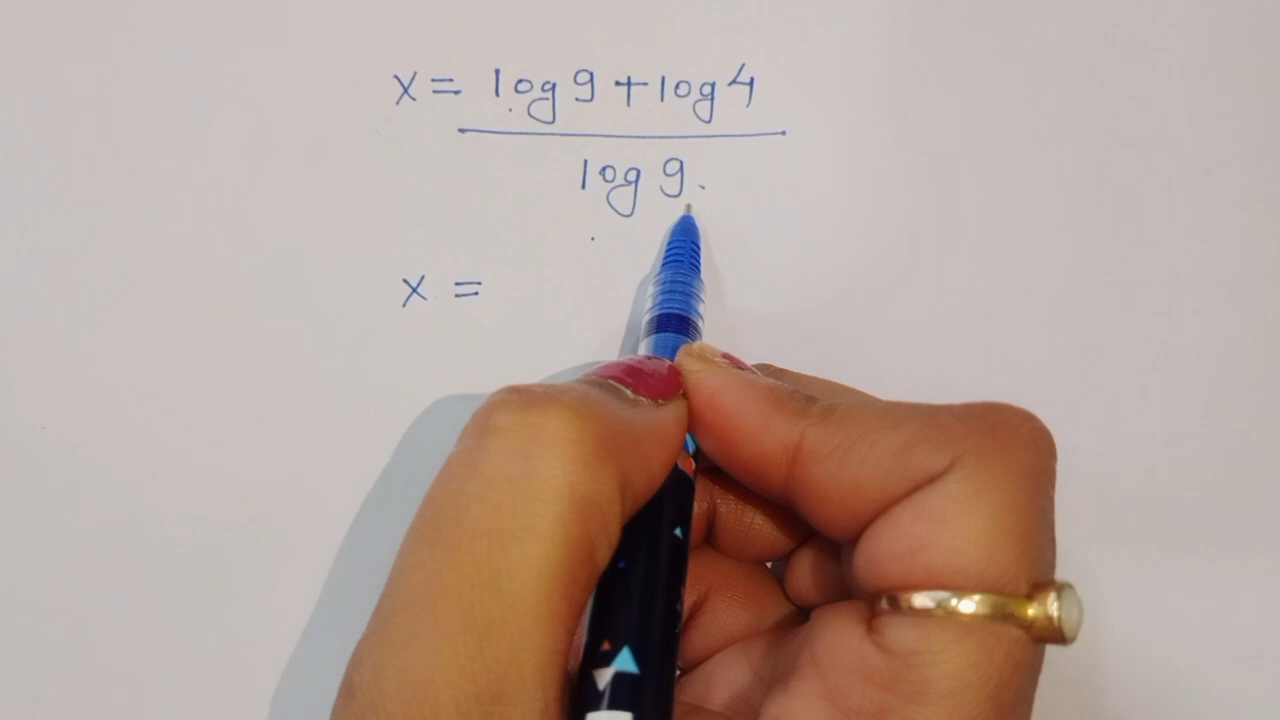 x = log 9 + log 4
log 9.
x =